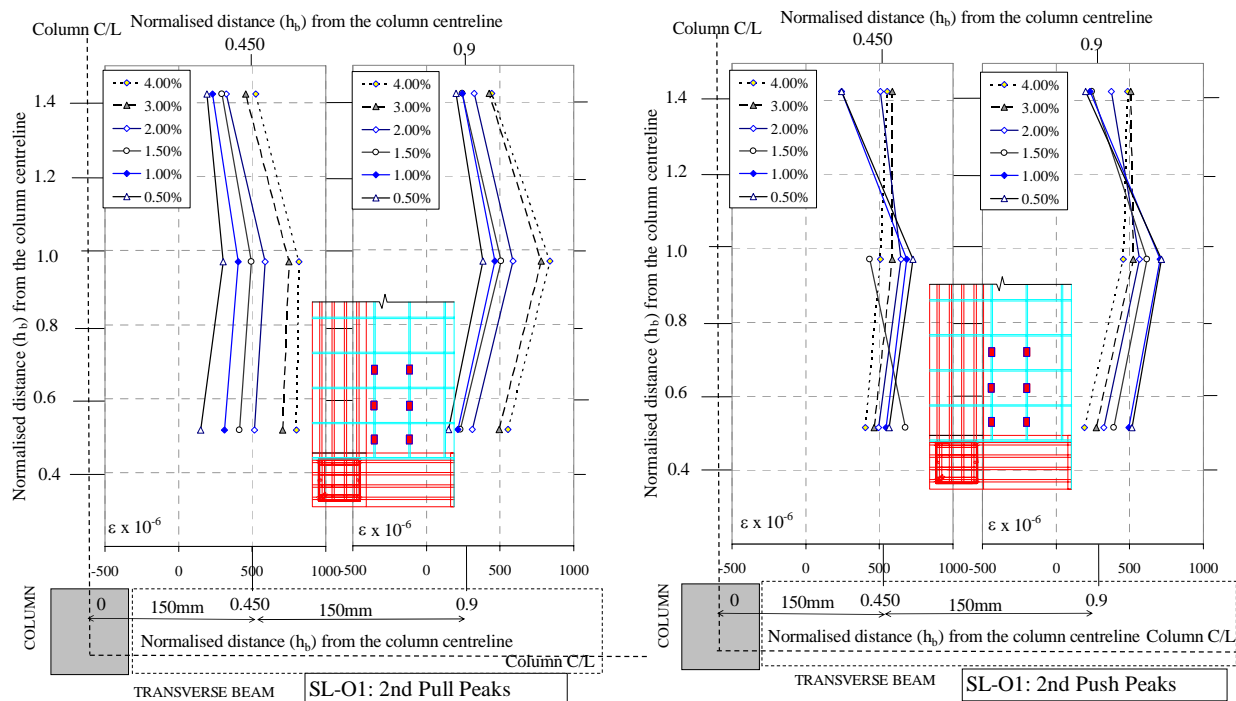 Normalised distance (hb) from the column centreline
Column C/L
0.450
0.9
4.00%
3.00%
2.00%
1.50%
1.00%
0.50%
4.00%
3.00%
2.00%
1.50%
1.00%
0.50%
Normalised distance (hb) from the column centreline
1.4
1.2
1.0
0.8
0.6
0.4
ε x 10-6
ε x 10-6
-500
0
500
1000
-500
0
500
1000
COLUMN
0
150mm
0.450
150mm
0.9
Normalised distance (hb) from the column centreline
Column C/L
TRANSVERSE BEAM
SL-O1: 2nd Pull Peaks
Normalised distance (hb) from the column centreline
Column C/L
0.450
0.9
4.00%
3.00%
2.00%
1.50%
1.00%
0.50%
4.00%
3.00%
2.00%
1.50%
1.00%
0.50%
Normalised distance (hb) from the column centreline
1.4
1.2
1.0
0.8
0.6
0.4
ε x 10-6
ε x 10-6
-500
0
500
1000
-500
0
500
1000
COLUMN
0
150mm
0.450
150mm
0.9
Normalised distance (hb) from the column centreline Column C/L
TRANSVERSE BEAM
SL-O1: 2nd Push Peaks